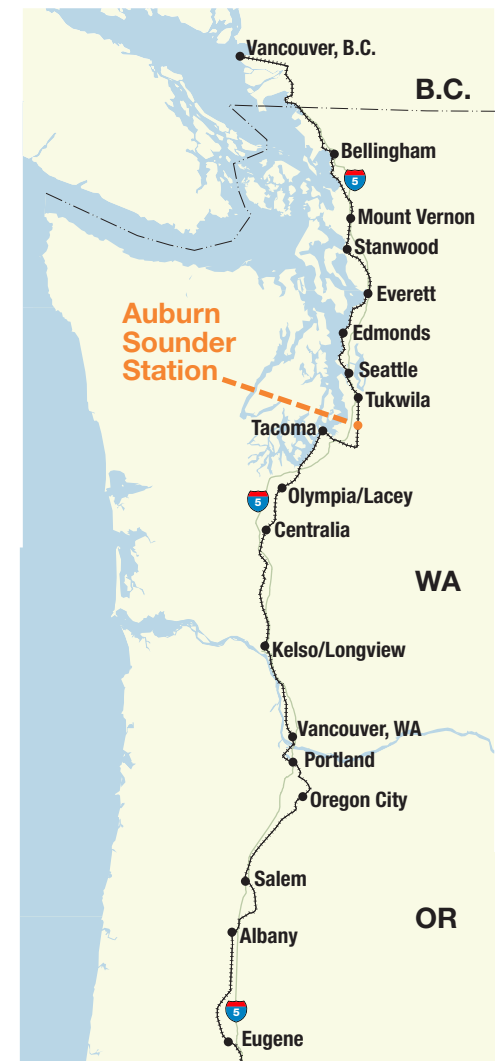 Vancouver, B.C.
B.C.
Bellingham
5
Mount Vernon
Stanwood
Everett
Auburn
Sounder
Station
Edmonds
Seattle
Tukwila
Tacoma
Olympia/Lacey
5
Centralia
WA
Kelso/Longview
Vancouver, WA
Portland
Oregon City
Salem
OR
Albany
5
Eugene